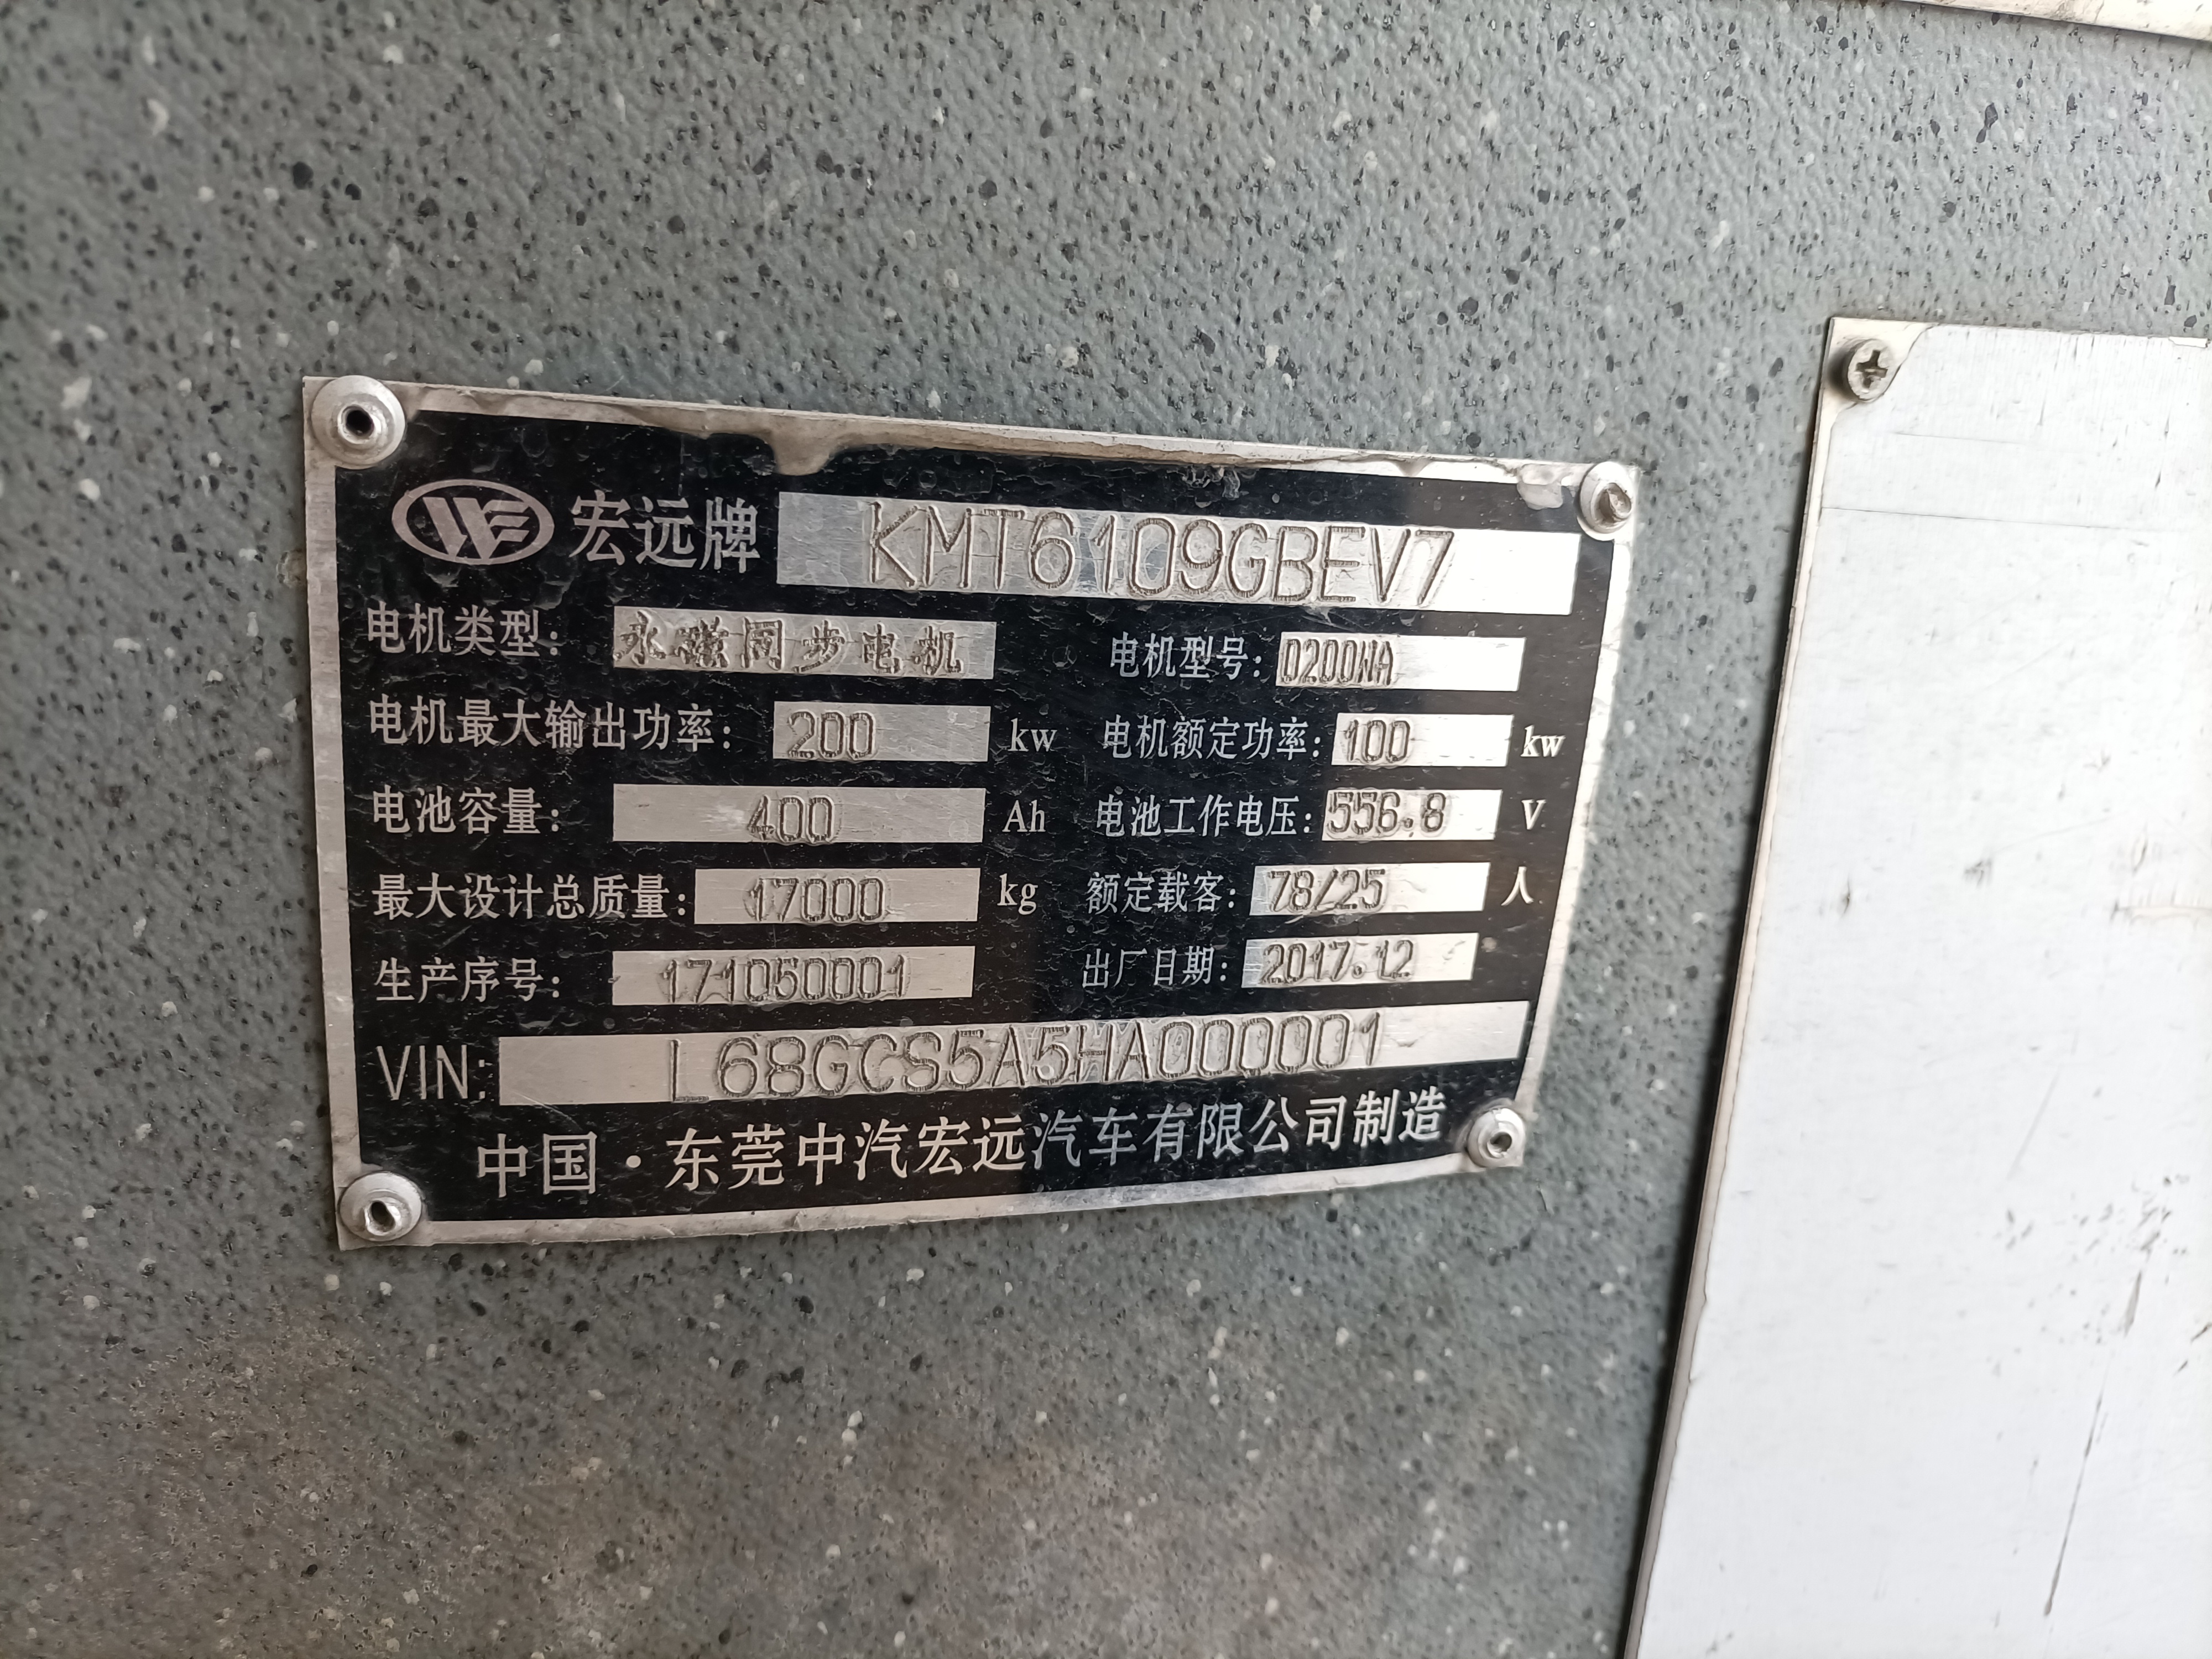 宏远牌 KMT6109GBEV7
电机类型: 永磁同步电机 电机型号: D200WA
电机最大输出功率: 200 kw 电机额定功率: 100 kw
电池容量: 400 Ah 电池工作电压: 556.8 V
最大设计总质量: 17000 kg 额定载客: 78/25 人
生产序号: 171050001 出厂日期: 2017.12
VIN: L68GCS5A5HA000001
中国·东莞中汽宏远汽车有限公司制造